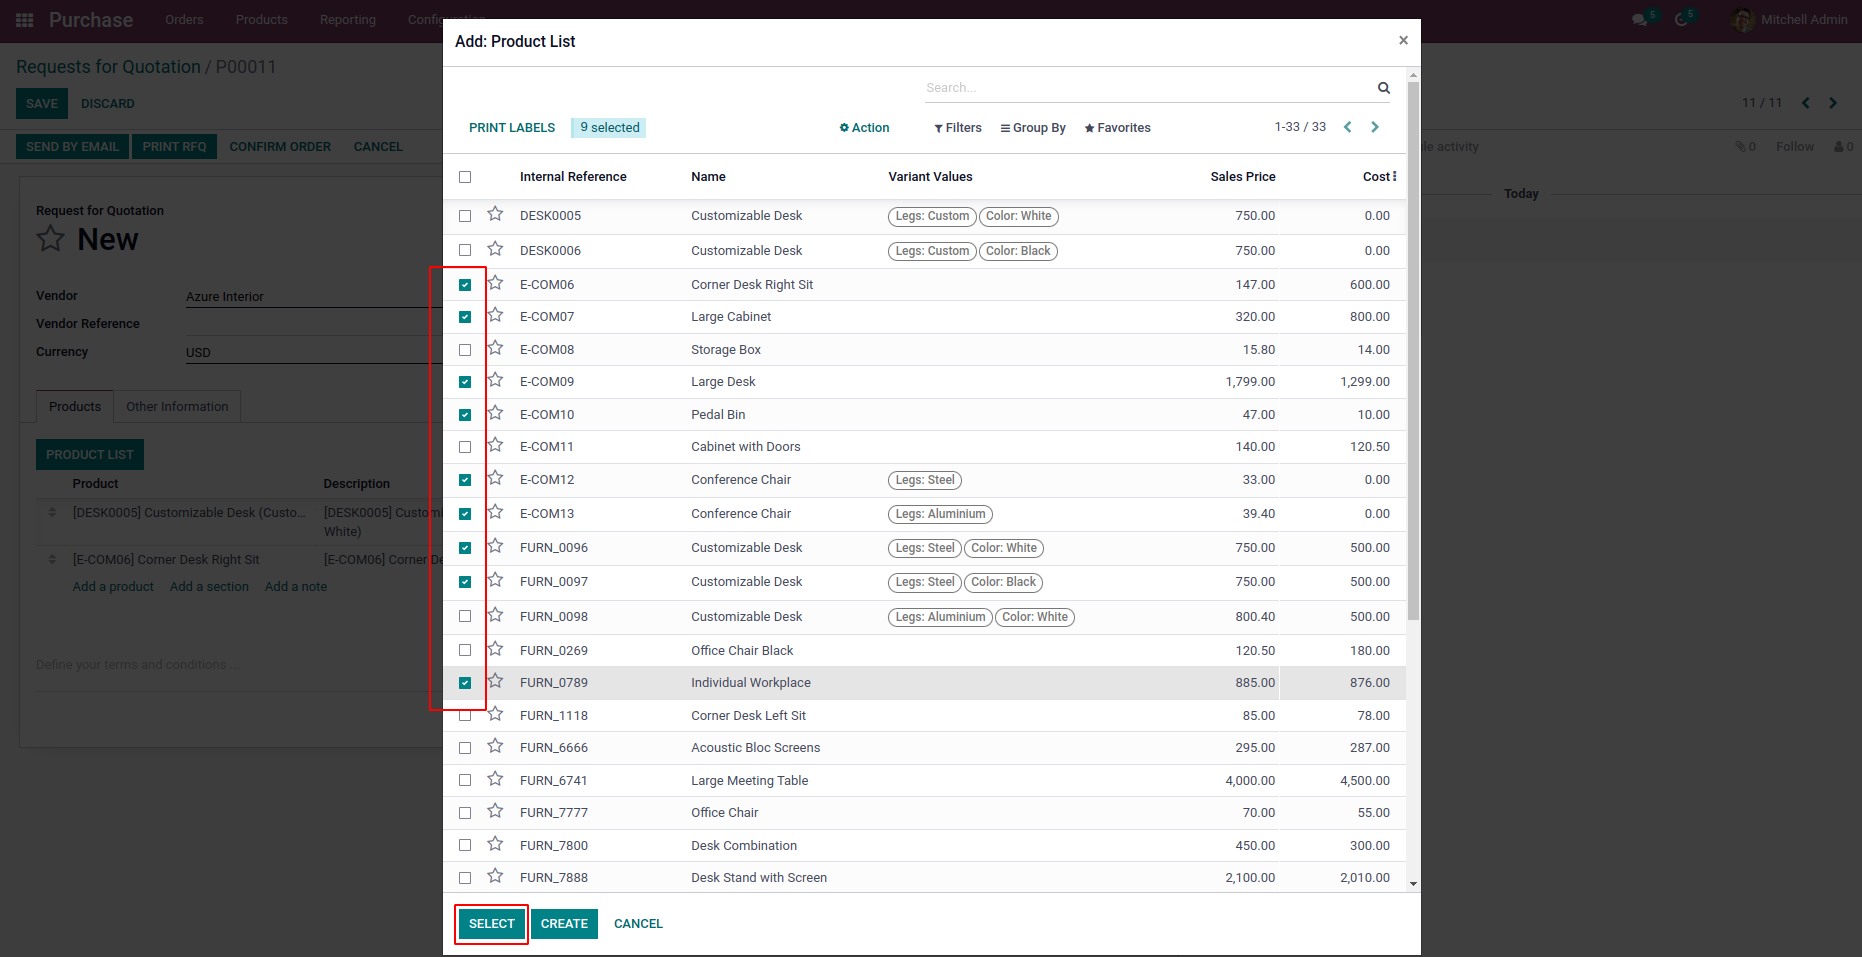 Purchase Orders Products Reporting Configuration 5 5 Mitchell Admin
Requests for Quotation / P00011
SAVE DISCARD
11 / 11
SEND BY EMAIL PRINT RFQ CONFIRM ORDER CANCEL
le activity 0 Follow 0
Today
Request for Quotation
New
Vendor Azure Interior
Vendor Reference
Currency USD
Products Other Information
PRODUCT LIST
Product Description
[DESK0005] Customizable Desk (Custo... [DESK0005] Customi
White)
[E-COM06] Corner Desk Right Sit [E-COM06] Corner De
Add a product Add a section Add a note
Define your terms and conditions ...
Add: Product List ×
Search...
PRINT LABELS 9 selected Action Filters Group By Favorites 1-33 / 33
Internal Reference Name Variant Values Sales Price Cost
DESK0005 Customizable Desk Legs: Custom Color: White 750.00 0.00
DESK0006 Customizable Desk Legs: Custom Color: Black 750.00 0.00
E-COM06 Corner Desk Right Sit 147.00 600.00
E-COM07 Large Cabinet 320.00 800.00
E-COM08 Storage Box 15.80 14.00
E-COM09 Large Desk 1,799.00 1,299.00
E-COM10 Pedal Bin 47.00 10.00
E-COM11 Cabinet with Doors 140.00 120.50
E-COM12 Conference Chair Legs: Steel 33.00 0.00
E-COM13 Conference Chair Legs: Aluminium 39.40 0.00
FURN_0096 Customizable Desk Legs: Steel Color: White 750.00 500.00
FURN_0097 Customizable Desk Legs: Steel Color: Black 750.00 500.00
FURN_0098 Customizable Desk Legs: Aluminium Color: White 800.40 500.00
FURN_0269 Office Chair Black 120.50 180.00
FURN_0789 Individual Workplace 885.00 876.00
FURN_1118 Corner Desk Left Sit 85.00 78.00
FURN_6666 Acoustic Bloc Screens 295.00 287.00
FURN_6741 Large Meeting Table 4,000.00 4,500.00
FURN_7777 Office Chair 70.00 55.00
FURN_7800 Desk Combination 450.00 300.00
FURN_7888 Desk Stand with Screen 2,100.00 2,010.00
SELECT CREATE CANCEL